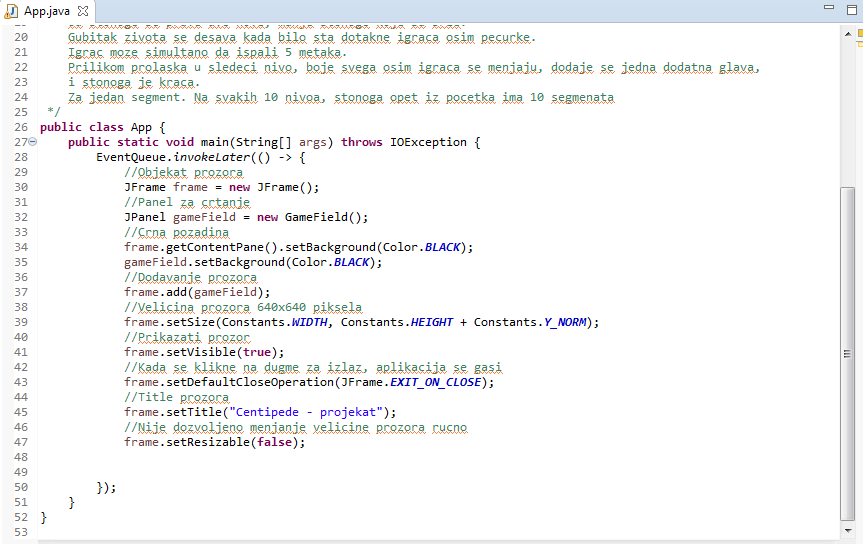 App.java
20 Gubitak zivota se desava kada bilo sta dotakne igraca osim pecurke.
21 Igrac moze simultano da ispali 5 metaka.
22 Prilikom prolaska u sledeci nivo, boje svega osim igraca se menjaju, dodaje se jedna dodatna glava,
23 i stonoga je kraca.
24 Za jedan segment. Na svakih 10 nivoa, stonoga opet iz pocetka ima 10 segmenata
25 */
26 public class App {
27 public static void main(String[] args) throws IOException {
28 EventQueue.invokeLater(() -> {
29 //Objekat prozora
30 JFrame frame = new JFrame();
31 //Panel za crtanje
32 JPanel gameField = new GameField();
33 //Crna pozadina
34 frame.getContentPane().setBackground(Color.BLACK);
35 gameField.setBackground(Color.BLACK);
36 //Dodavanje prozora
37 frame.add(gameField);
38 //Velicina prozora 640x640 piksela
39 frame.setSize(Constants.WIDTH, Constants.HEIGHT + Constants.Y_NORM);
40 //Prikazati prozor
41 frame.setVisible(true);
42 //Kada se klikne na dugme za izlaz, aplikacija se gasi
43 frame.setDefaultCloseOperation(JFrame.EXIT_ON_CLOSE);
44 //Title prozora
45 frame.setTitle("Centipede - projekat");
46 //Nije dozvoljeno menjanje velicine prozora rucno
47 frame.setResizable(false);
48
49
50 });
51 }
52 }
53